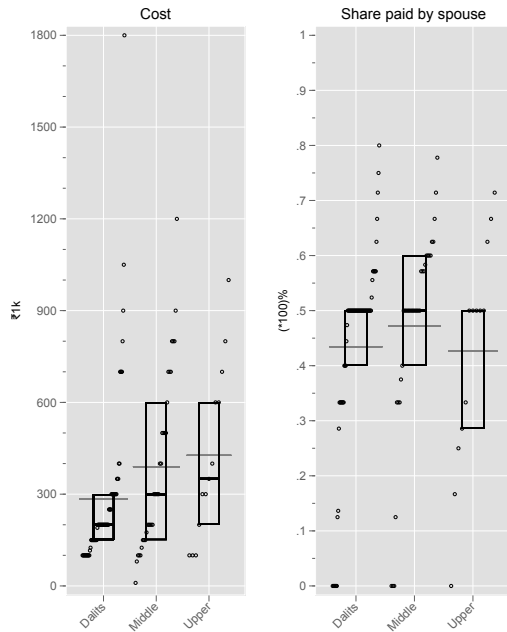 Cost
₹1k
1800
1500
1200
900
600
300
0
Dalits
Middle
Upper
Share paid by spouse
(*100)%
1
.9
.8
.7
.6
.5
.4
.3
.2
.1
0
Dalits
Middle
Upper